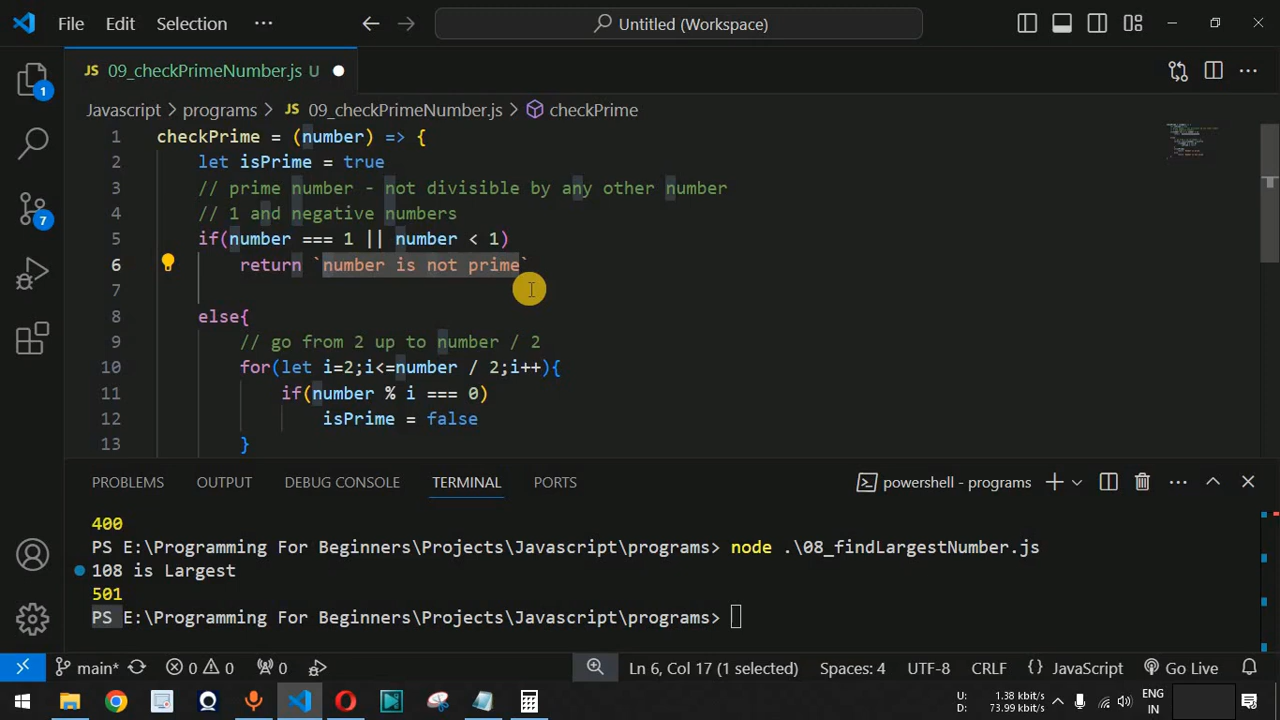 File Edit Selection ··· Untitled (Workspace)
JS 09_checkPrimeNumber.js U
Javascript > programs > JS 09_checkPrimeNumber.js > checkPrime
1 checkPrime = (number) => {
2 let isPrime = true
3 // prime number - not divisible by any other number
4 // 1 and negative numbers
5 if(number === 1 || number < 1)
6 return `number is not prime`
7
8 else{
9 // go from 2 up to number / 2
10 for(let i=2;i<=number / 2;i++){
11 if(number % i === 0)
12 isPrime = false
13 }
1
7
PROBLEMS OUTPUT DEBUG CONSOLE TERMINAL PORTS powershell - programs
400
PS E:\Programming For Beginners\Projects\Javascript\programs> node .\08_findLargestNumber.js
108 is Largest
501
PS E:\Programming For Beginners\Projects\Javascript\programs>
main* 0 0 0 Ln 6, Col 17 (1 selected) Spaces: 4 UTF-8 CRLF {} JavaScript Go Live
U: 1.38 kbit/s ENG
D: 73.99 kbit/s IN